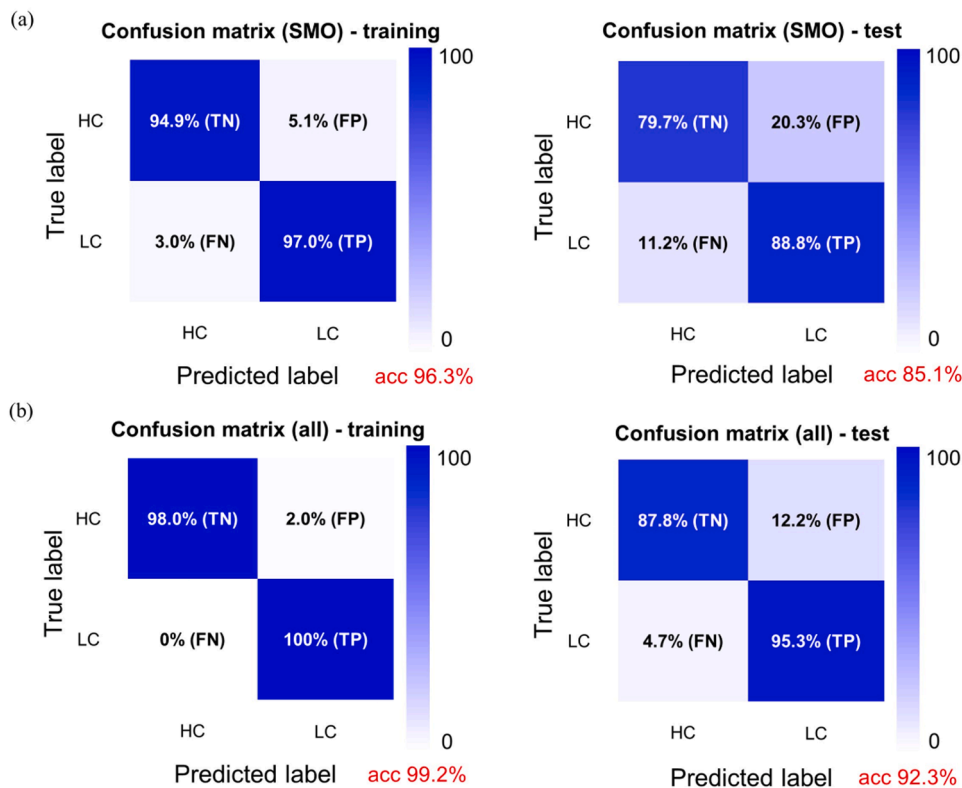 (a)
Confusion matrix (SMO) - training
100
HC
94.9% (TN)
5.1% (FP)
True label
LC
3.0% (FN)
97.0% (TP)
0
HC
LC
Predicted label
acc 96.3%
Confusion matrix (SMO) - test
100
HC
79.7% (TN)
20.3% (FP)
True label
LC
11.2% (FN)
88.8% (TP)
0
HC
LC
Predicted label
acc 85.1%
(b)
Confusion matrix (all) - training
100
HC
98.0% (TN)
2.0% (FP)
True label
LC
0% (FN)
100% (TP)
0
HC
LC
Predicted label
acc 99.2%
Confusion matrix (all) - test
100
HC
87.8% (TN)
12.2% (FP)
True label
LC
4.7% (FN)
95.3% (TP)
0
HC
LC
Predicted label
acc 92.3%